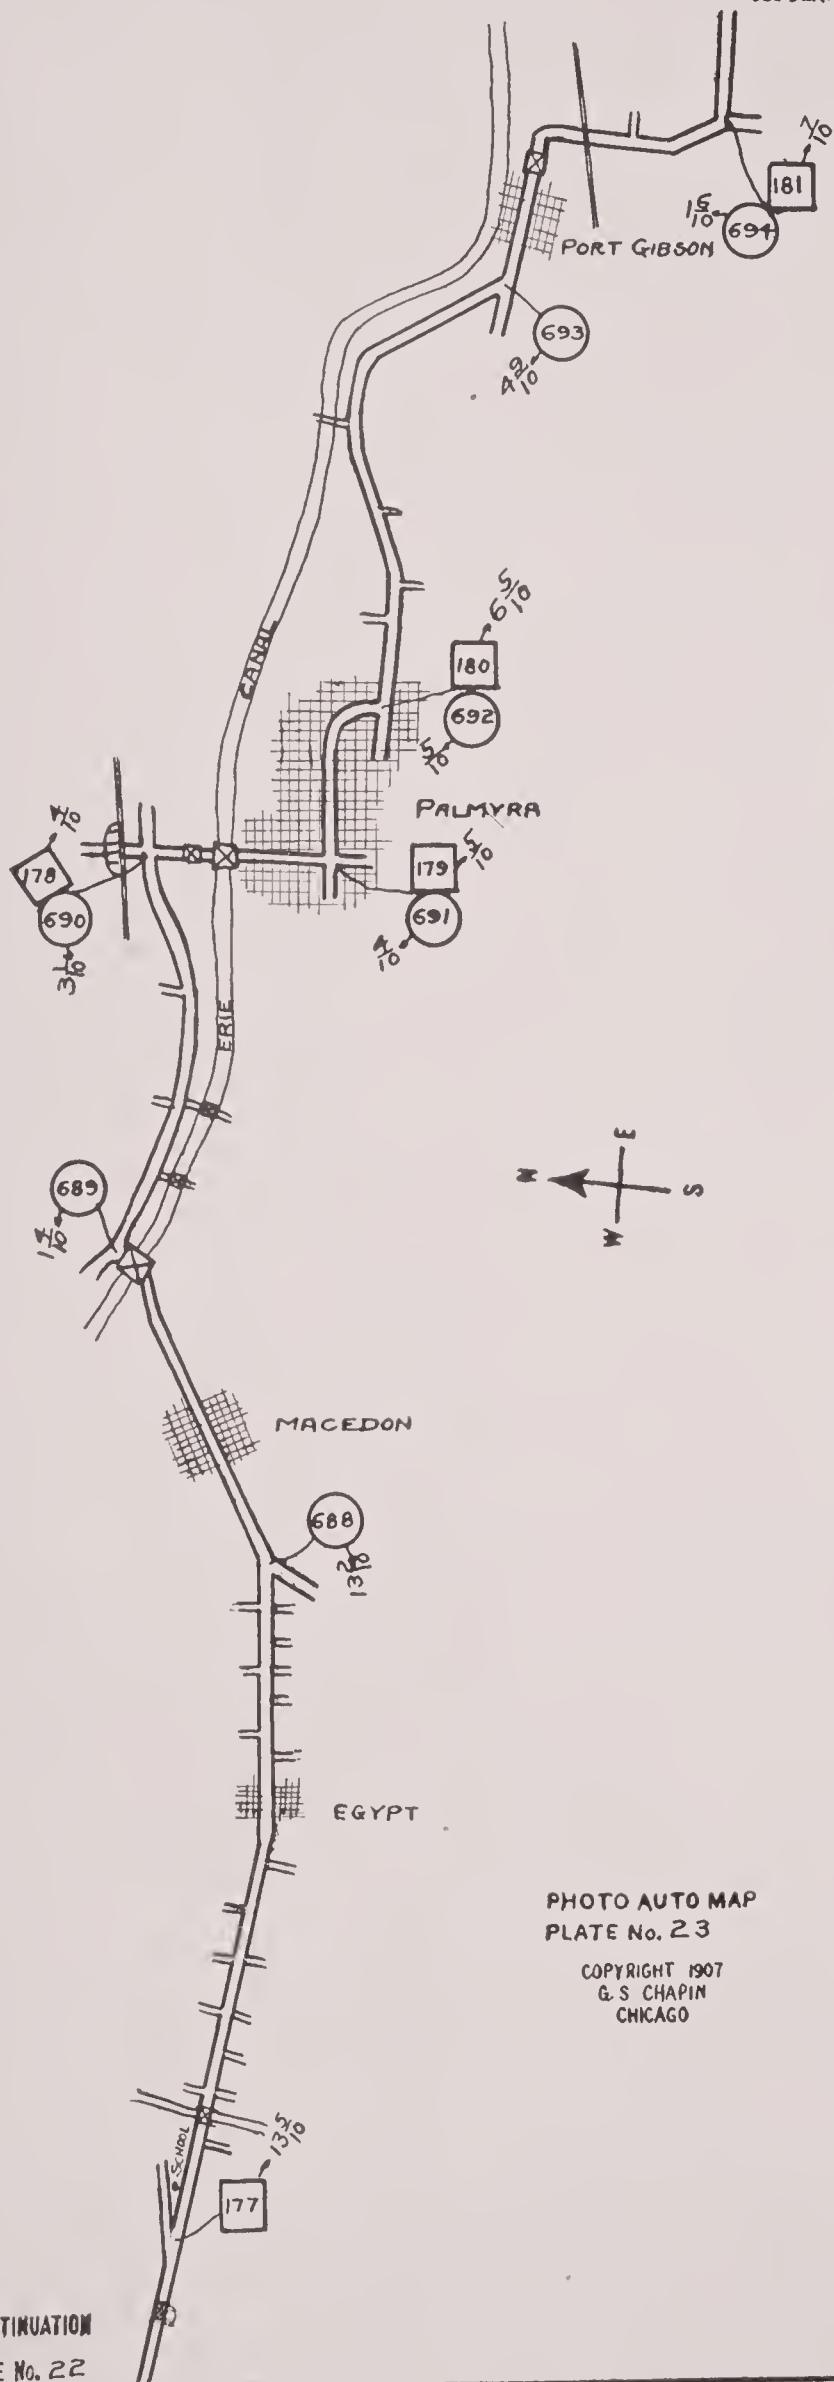 181
7/10
694
1 5/10
PORT GIBSON
693
4 2/10
CANAL
180
6 5/10
692
5/10
PALMYRA
178
4/10
690
3 1/10
179
5/10
691
4/10
ERIE
N
E
W
S
689
1 4/10
MACEDON
688
13 2/10
EGYPT
PHOTO AUTO MAP
PLATE No. 23
COPYRIGHT 1907
G. S CHAPIN
CHICAGO
SCHOOL
13 5/10
177
TINUATION
E No. 22